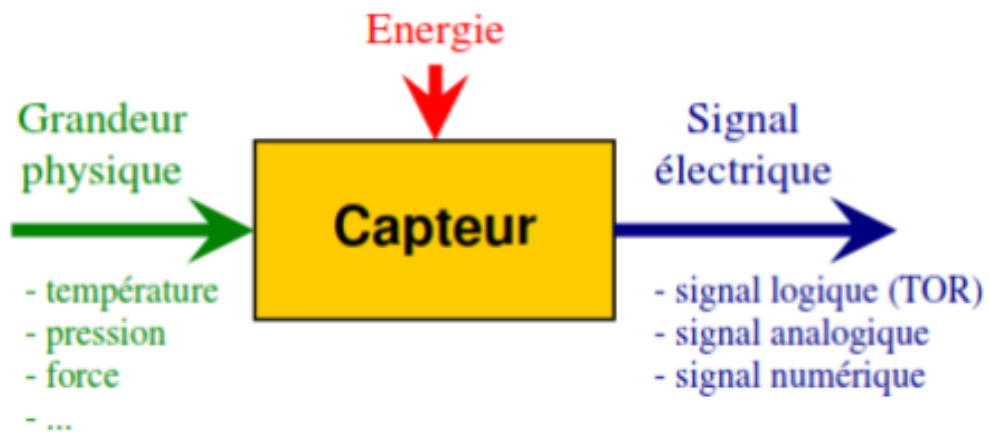 Energie
Grandeur
physique
Signal
électrique
Capteur
- température
- pression
- force
- ...
- signal logique (TOR)
- signal analogique
- signal numérique